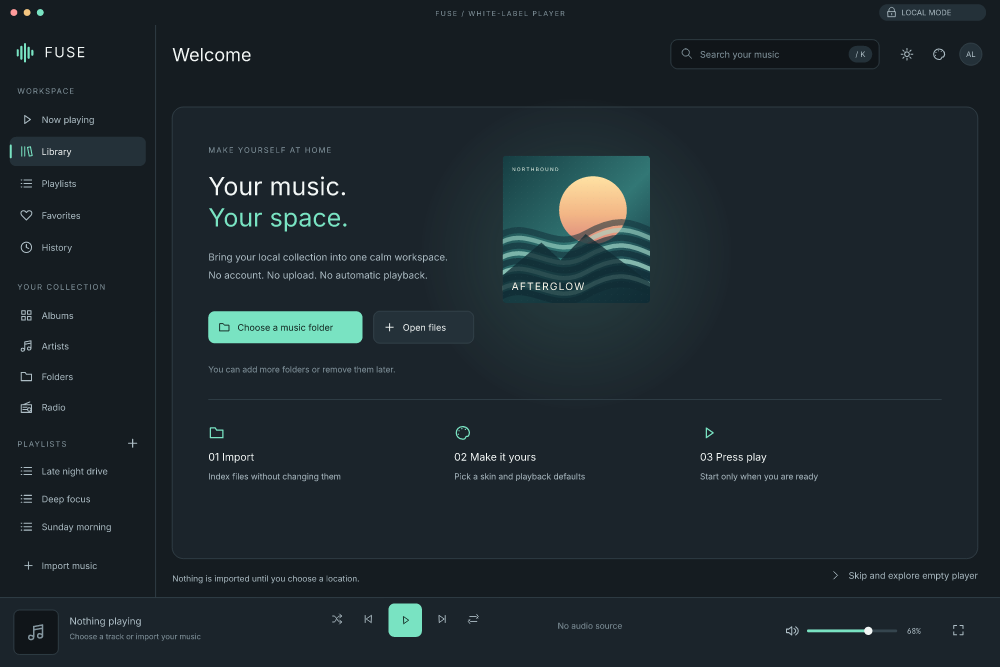 FUSE / WHITE-LABEL PLAYER
LOCAL MODE
FUSE
Welcome
Search your music
/ K
AL
WORKSPACE
Now playing
Library
Playlists
Favorites
History
YOUR COLLECTION
Albums
Artists
Folders
Radio
PLAYLISTS
Late night drive
Deep focus
Sunday morning
Import music
MAKE YOURSELF AT HOME
Your music.
Your space.
Bring your local collection into one calm workspace.
No account. No upload. No automatic playback.
Choose a music folder
Open files
You can add more folders or remove them later.
NORTHBOUND
AFTERGLOW
01 Import
Index files without changing them
02 Make it yours
Pick a skin and playback defaults
03 Press play
Start only when you are ready
Nothing is imported until you choose a location.
Skip and explore empty player
Nothing playing
Choose a track or import your music
No audio source
68%